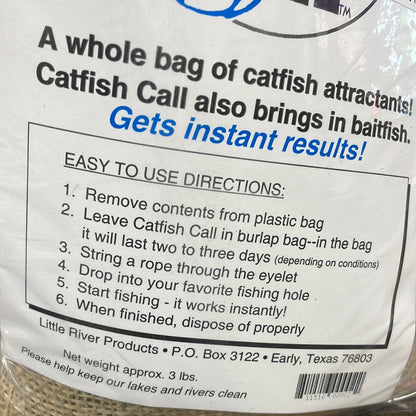 TM
A whole bag of catfish attractants!
Catfish Call also brings in baitfish.
Gets instant results!
EASY TO USE DIRECTIONS:
1. Remove contents from plastic bag
2. Leave Catfish Call in burlap bag--in the bag
it will last two to three days (depending on conditions)
3. String a rope through the eyelet
4. Drop into your favorite fishing hole
5. Start fishing - it works instantly!
6. When finished, dispose of properly
Little River Products • P.O. Box 3122 • Early, Texas 76803
Net weight approx. 3 lbs.
Please help keep our lakes and rivers clean